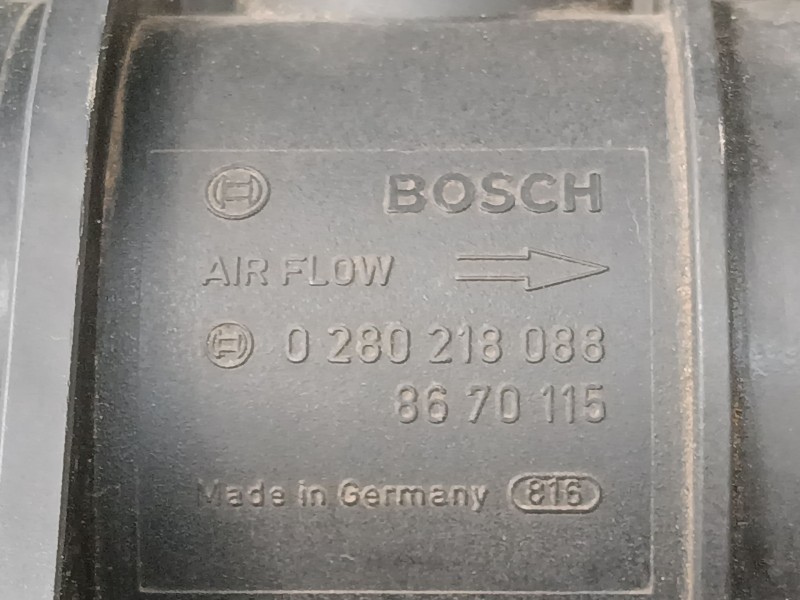 BOSCH
AIR FLOW
0 280 218 088
86 70 115
Made in Germany 816